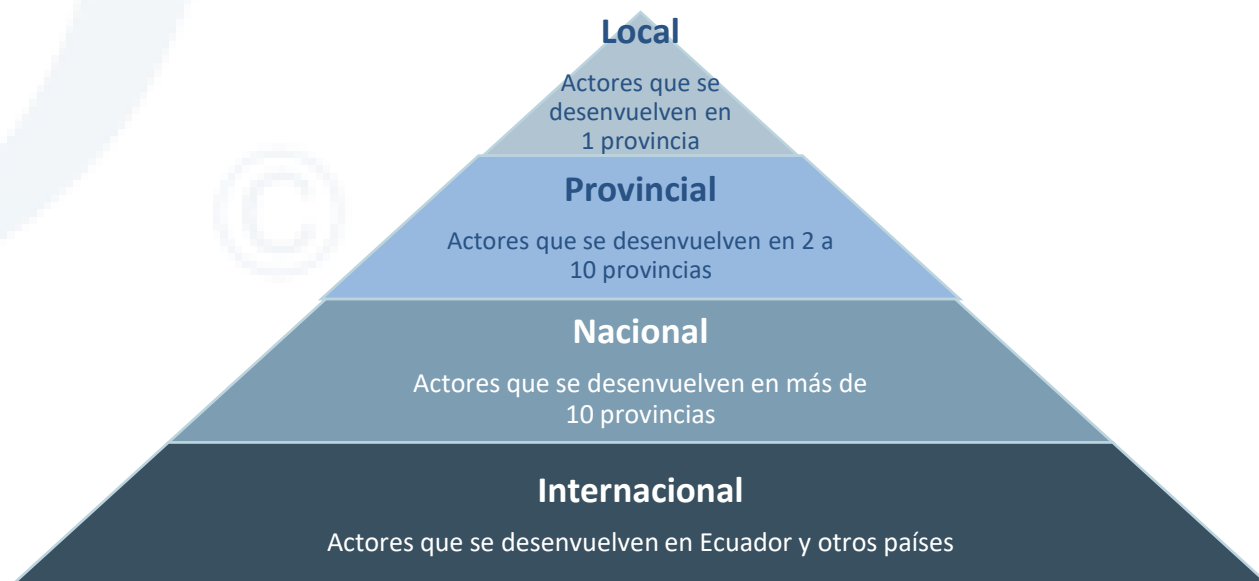 Local
Actores que se
desenvuelven en
1 provincia
Provincial
Actores que se desenvuelven en 2 a
10 provincias
Nacional
Actores que se desenvuelven en más de
10 provincias
Internacional
Actores que se desenvuelven en Ecuador y otros países
©